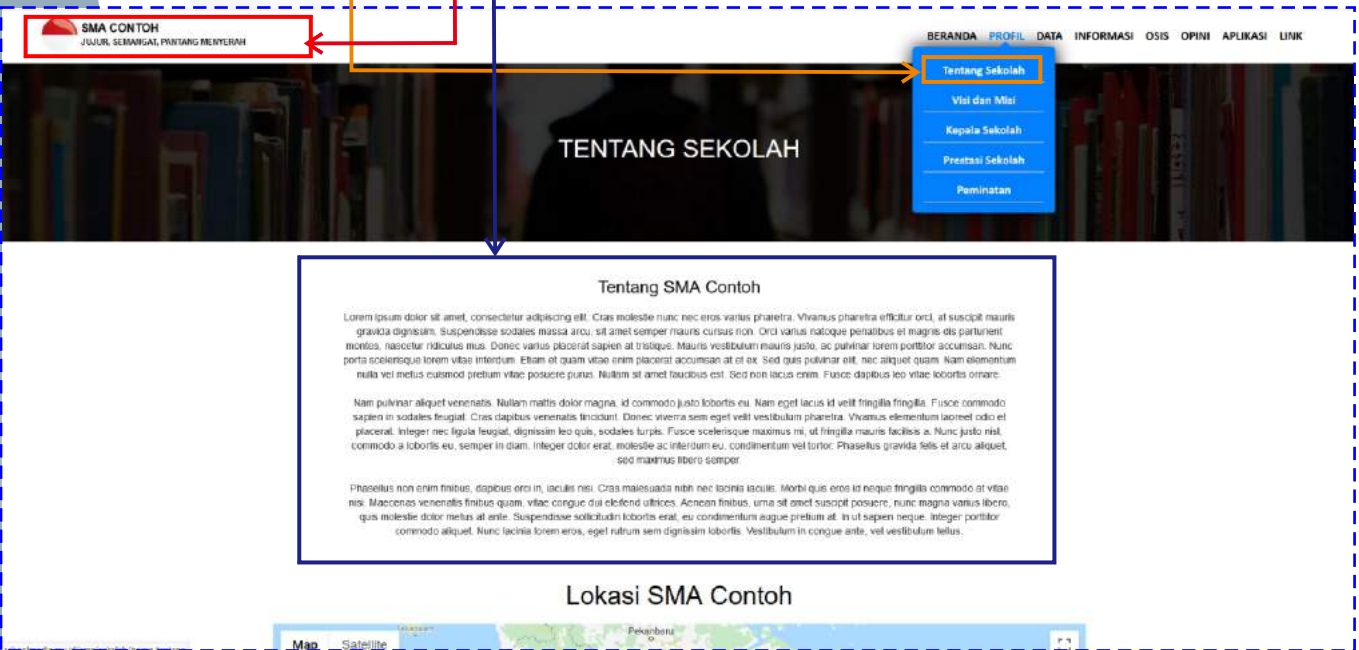 SMA CONTOH
JUJUR, SEMANGAT, PANTANG MENYERAH
BERANDA PROFIL DATA INFORMASI OSIS OPINI APLIKASI LINK
Tentang Sekolah
Visi dan Misi
Kepala Sekolah
Prestasi Sekolah
Peminatan
TENTANG SEKOLAH
Tentang SMA Contoh
Lorem ipsum dolor sit amet, consectetur adipiscing elit. Cras molestie nunc nec eros varius pharetra. Vivamus pharetra efficitur orci, at suscipit mauris
gravida dignissim. Suspendisse sodales massa arcu, sit amet semper mauris cursus non. Orci varius natoque penatibus et magnis dis parturient
montes, nascetur ridiculus mus. Donec varius placerat sapien at tristique. Mauris vestibulum mauris justo, ac pulvinar lorem porttitor accumsan. Nunc
porta scelerisque lorem vitae interdum. Etiam et quam vitae enim placerat accumsan at et ex. Sed quis pulvinar elit, nec aliquet quam. Nam elementum
nulla vel metus euismod pretium vitae posuere purus. Nullam sit amet faucibus est. Sed non lacus enim. Fusce dapibus leo vitae lobortis ornare.
Nam pulvinar aliquet venenatis. Nullam mattis dolor magna, id commodo justo lobortis eu. Nam eget lacus id velit fringilla fringilla. Fusce commodo
sapien in sodales feugiat. Cras dapibus venenatis tincidunt. Donec viverra sem eget velit vestibulum pharetra. Vivamus elementum laoreet odio et
placerat. Integer nec ligula feugiat, dignissim leo quis, sodales turpis. Fusce scelerisque maximus mi, ut fringilla mauris facilisis a. Nunc justo nisl,
commodo a lobortis eu, semper in diam. Integer dolor erat, molestie ac interdum eu, condimentum vel tortor. Phasellus gravida felis et arcu aliquet,
sed maximus libero semper.
Phasellus non enim finibus, dapibus orci in, iaculis nisi. Cras malesuada nibh nec lacinia iaculis. Morbi quis eros id neque fringilla commodo at vitae
nisi. Maecenas venenatis finibus quam, vitae congue dui eleifend ultrices. Aenean finibus, urna sit amet suscipit posuere, nunc magna varius libero,
quis molestie dolor metus at ante. Suspendisse sollicitudin lobortis erat, eu condimentum augue pretium at. In ut sapien neque. Integer porttitor
commodo aliquet. Nunc lacinia lorem eros, eget rutrum sem dignissim lobortis. Vestibulum in congue ante, vel vestibulum tellus.
Lokasi SMA Contoh
Pekanbaru
Map Satellite